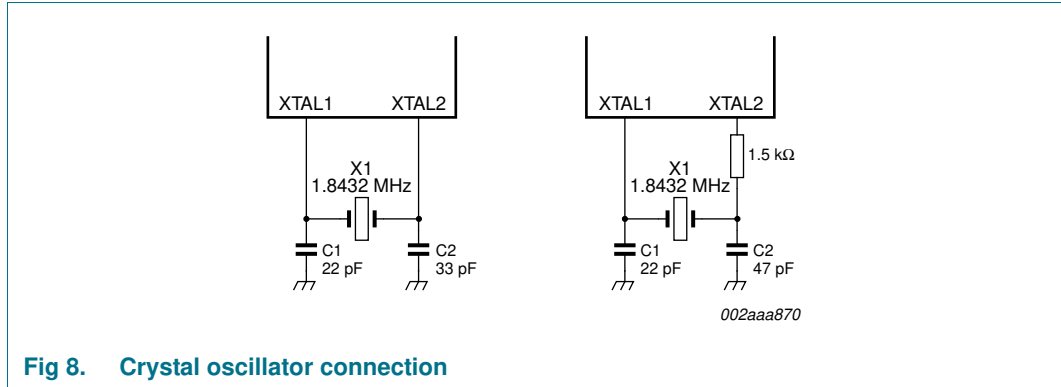 XTAL1 XTAL2
X1
1.8432 MHz
C1
22 pF
C2
33 pF
XTAL1 XTAL2
1.5 kΩ
X1
1.8432 MHz
C1
22 pF
C2
47 pF
002aaa870
Fig 8. Crystal oscillator connection